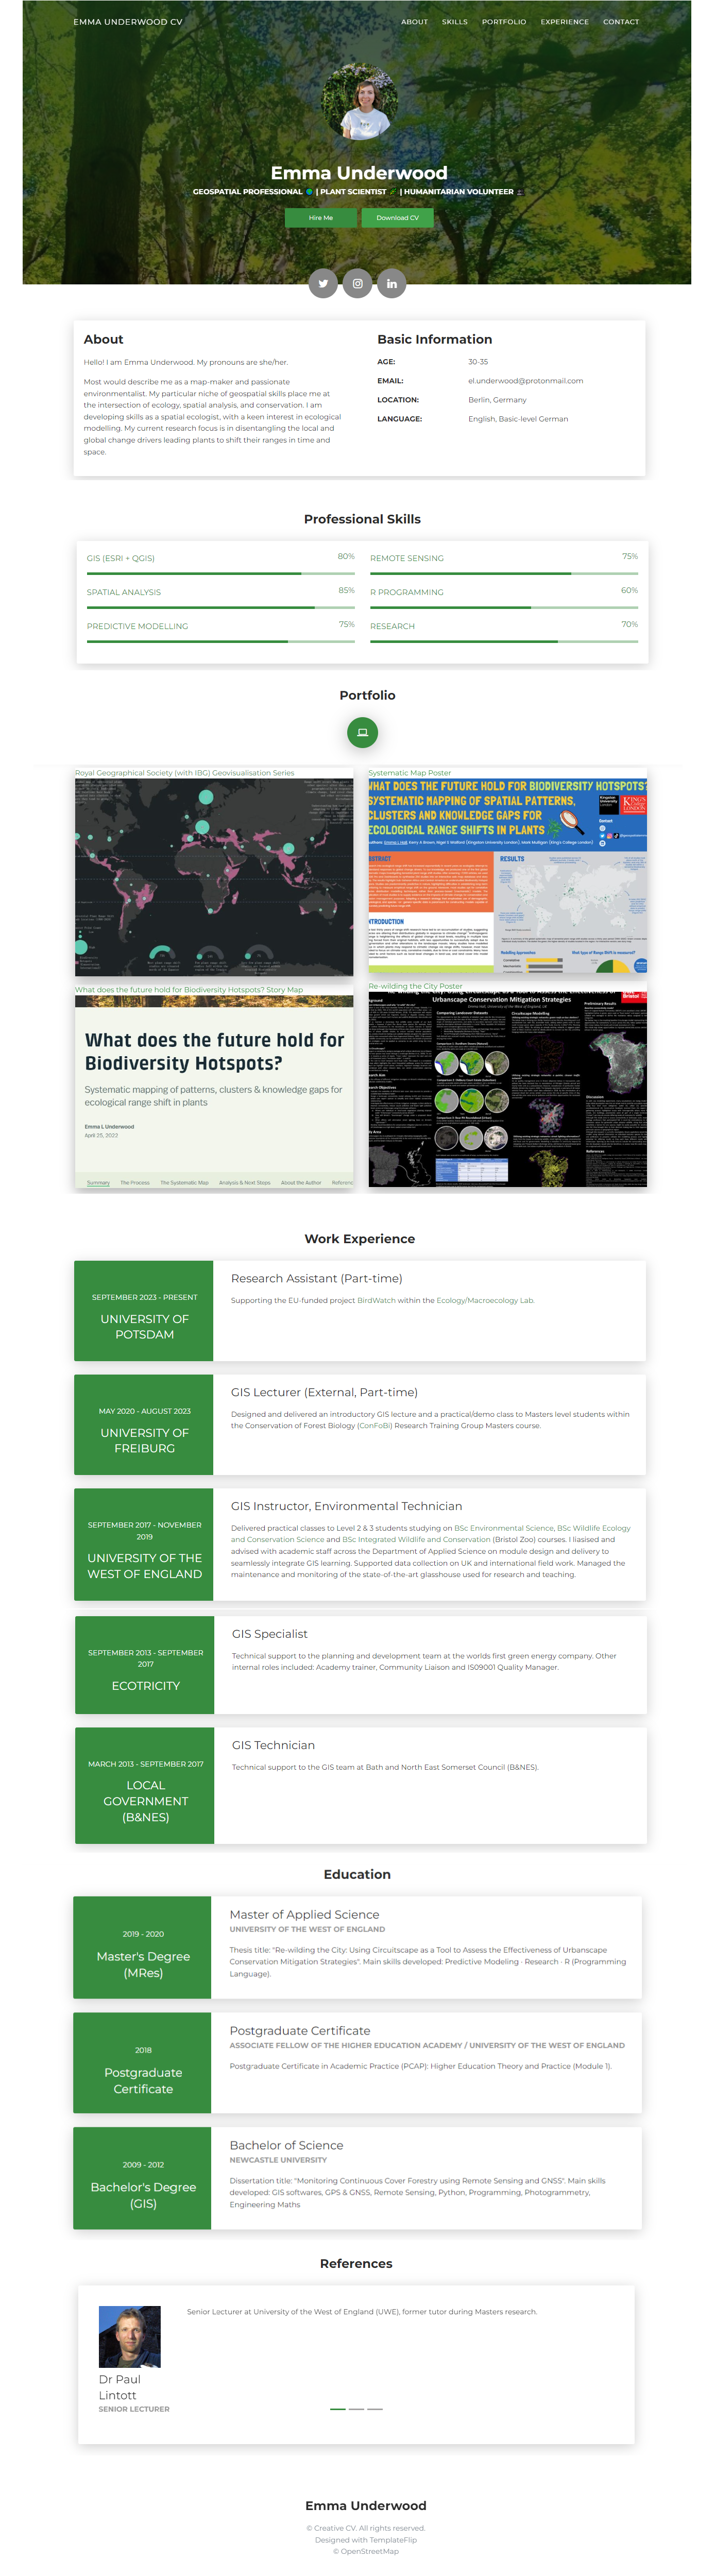 EMMA UNDERWOOD CV
ABOUT SKILLS PORTFOLIO EXPERIENCE CONTACT
Emma Underwood
GEOSPATIAL PROFESSIONAL | PLANT SCIENTIST | HUMANITARIAN VOLUNTEER
Hire Me Download CV
About
Hello! I am Emma Underwood. My pronouns are she/her.
Most would describe me as a map-maker and passionate
environmentalist. My particular niche of geospatial skills place me at
the intersection of ecology, spatial analysis, and conservation. I am
developing skills as a spatial ecologist, with a keen interest in ecological
modelling. My current research focus is in disentangling the local and
global change drivers leading plants to shift their ranges in time and
space.
Basic Information
AGE: 30-35
EMAIL: el.underwood@protonmail.com
LOCATION: Berlin, Germany
LANGUAGE: English, Basic-level German
Professional Skills
GIS (ESRI + QGIS) 80%
REMOTE SENSING 75%
SPATIAL ANALYSIS 85%
R PROGRAMMING 60%
PREDICTIVE MODELLING 75%
RESEARCH 70%
Portfolio
Royal Geographical Society (with IBG) Geovisualisation Series
Systematic Map Poster
WHAT DOES THE FUTURE HOLD FOR BIODIVERSITY HOTSPOTS?
SYSTEMATIC MAPPING OF SPATIAL PATTERNS,
CLUSTERS AND KNOWLEDGE GAPS FOR
ECOLOGICAL RANGE SHIFTS IN PLANTS
RESULTS
What does the future hold for Biodiversity Hotspots? Story Map
What does the future hold for
Biodiversity Hotspots?
Systematic mapping of patterns, clusters & knowledge gaps for
ecological range shift in plants
Emma L Underwood
April 25, 2022
Summary The Process The Systematic Map Analysis & Next Steps About the Author Referenc
Re-wilding the City Poster
Urbanscape Conservation Mitigation Strategies"
Work Experience
SEPTEMBER 2023 - PRESENT
UNIVERSITY OF
POTSDAM
Research Assistant (Part-time)
Supporting the EU-funded project BirdWatch within the Ecology/Macroecology Lab.
MAY 2020 - AUGUST 2023
UNIVERSITY OF
FREIBURG
GIS Lecturer (External, Part-time)
Designed and delivered an introductory GIS lecture and a practical/demo class to Masters level students within
the Conservation of Forest Biology (ConFoBi) Research Training Group Masters course.
SEPTEMBER 2017 - NOVEMBER
2019
UNIVERSITY OF THE
WEST OF ENGLAND
GIS Instructor, Environmental Technician
Delivered practical classes to Level 2 & 3 students studying on BSc Environmental Science, BSc Wildlife Ecology
and Conservation Science and BSc Integrated Wildlife and Conservation (Bristol Zoo) courses. I liasised and
advised with academic staff across the Department of Applied Science on module design and delivery to
seamlessly integrate GIS learning. Supported data collection on UK and international field work. Managed the
maintenance and monitoring of the state-of-the-art glasshouse used for research and teaching.
SEPTEMBER 2013 - SEPTEMBER
2017
ECOTRICITY
GIS Specialist
Technical support to the planning and development team at the worlds first green energy company. Other
internal roles included: Academy trainer, Community Liaison and IS09001 Quality Manager.
MARCH 2013 - SEPTEMBER 2017
LOCAL
GOVERNMENT
(B&NES)
GIS Technician
Technical support to the GIS team at Bath and North East Somerset Council (B&NES).
Education
2019 - 2020
Master's Degree
(MRes)
Master of Applied Science
UNIVERSITY OF THE WEST OF ENGLAND
Thesis title: "Re-wilding the City: Using Circuitscape as a Tool to Assess the Effectiveness of Urbanscape
Conservation Mitigation Strategies". Main skills developed: Predictive Modeling · Research · R (Programming
Language).
2018
Postgraduate
Certificate
Postgraduate Certificate
ASSOCIATE FELLOW OF THE HIGHER EDUCATION ACADEMY / UNIVERSITY OF THE WEST OF ENGLAND
Postgraduate Certificate in Academic Practice (PCAP): Higher Education Theory and Practice (Module 1).
2009 - 2012
Bachelor's Degree
(GIS)
Bachelor of Science
NEWCASTLE UNIVERSITY
Dissertation title: "Monitoring Continuous Cover Forestry using Remote Sensing and GNSS". Main skills
developed: GIS softwares, GPS & GNSS, Remote Sensing, Python, Programming, Photogrammetry,
Engineering Maths
References
Senior Lecturer at University of the West of England (UWE), former tutor during Masters research.
Dr Paul
Lintott
SENIOR LECTURER
Emma Underwood
© Creative CV. All rights reserved.
Designed with TemplateFlip
© OpenStreetMap